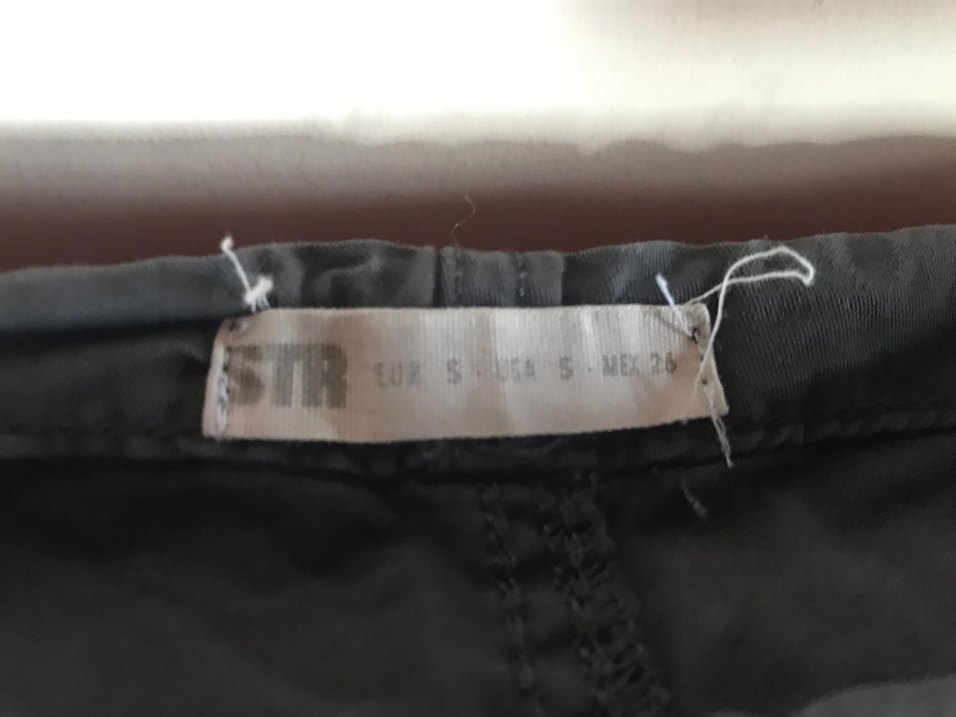 STR EUR S · USA S · MEX 26